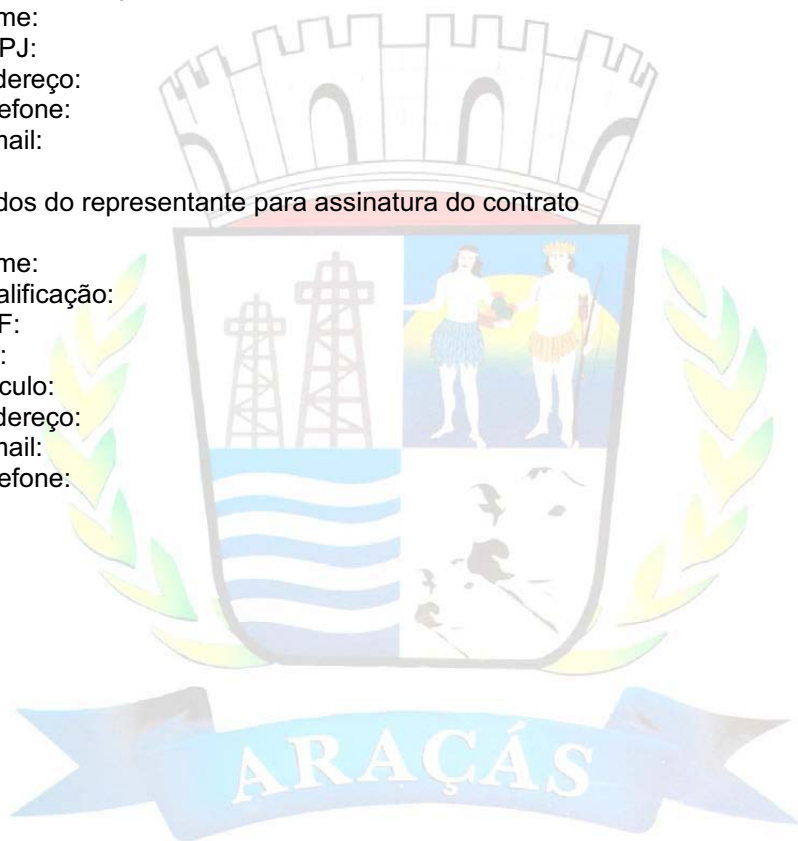 me:
PJ:
dereço:
efone:
nail:
dos do representante para assinatura do contrato
me:
alificação:
F:
:
culo:
dereço:
nail:
efone:
ARAÇÁS